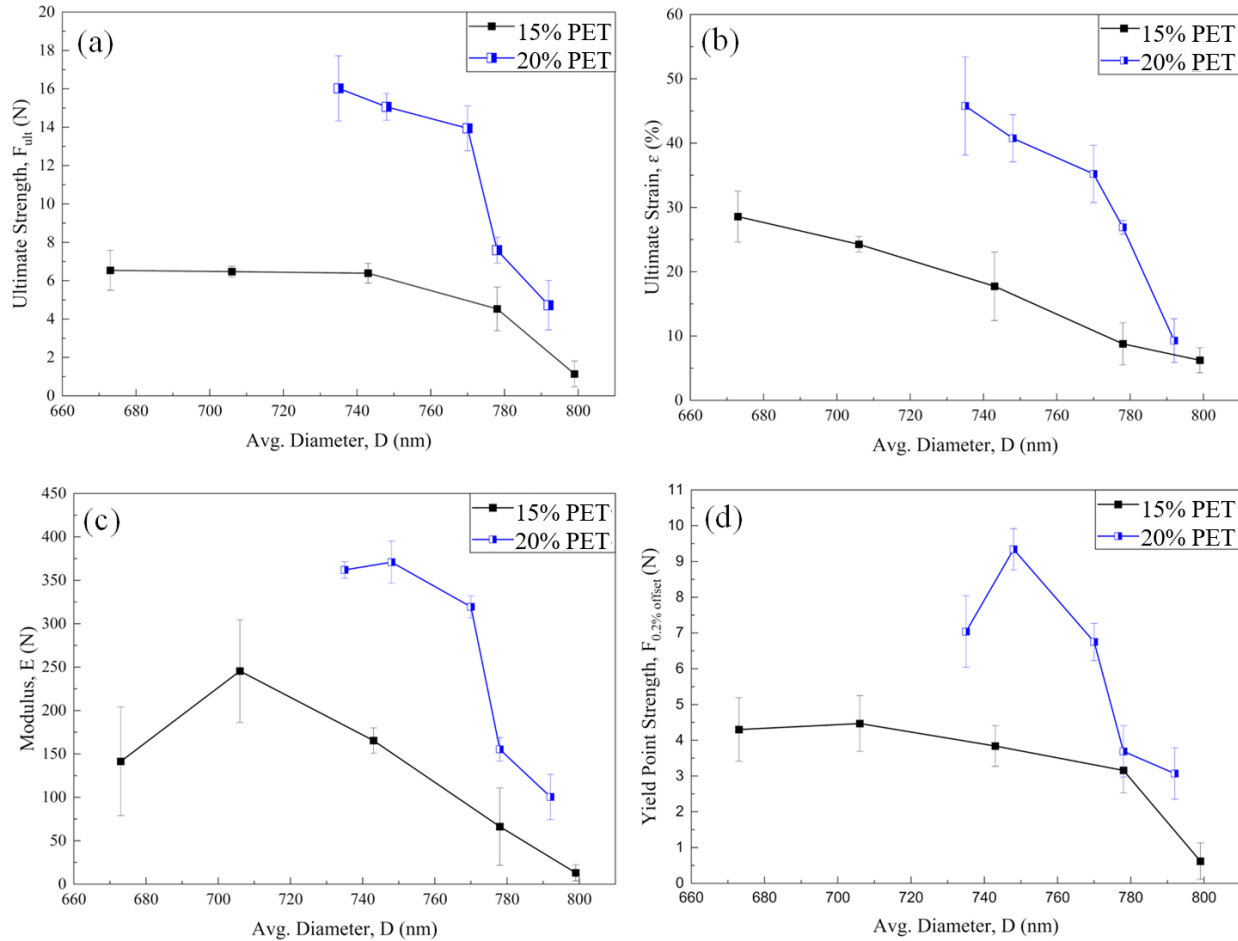 (a)
15% PET
20% PET
Ultimate Strength, F_ult (N)
20
18
16
14
12
10
8
6
4
2
0
660 680 700 720 740 760 780 800
Avg. Diameter, D (nm)
(b)
15% PET
20% PET
Ultimate Strain, ε (%)
60
50
40
30
20
10
0
660 680 700 720 740 760 780 800
Avg. Diameter, D (nm)
(c)
15% PET
20% PET
Modulus, E (N)
450
400
350
300
250
200
150
100
50
0
660 680 700 720 740 760 780 800
Avg. Diameter, D (nm)
(d)
15% PET
20% PET
Yield Point Strength, F_0.2% offset (N)
11
10
9
8
7
6
5
4
3
2
1
0
660 680 700 720 740 760 780 800
Avg. Diameter, D (nm)